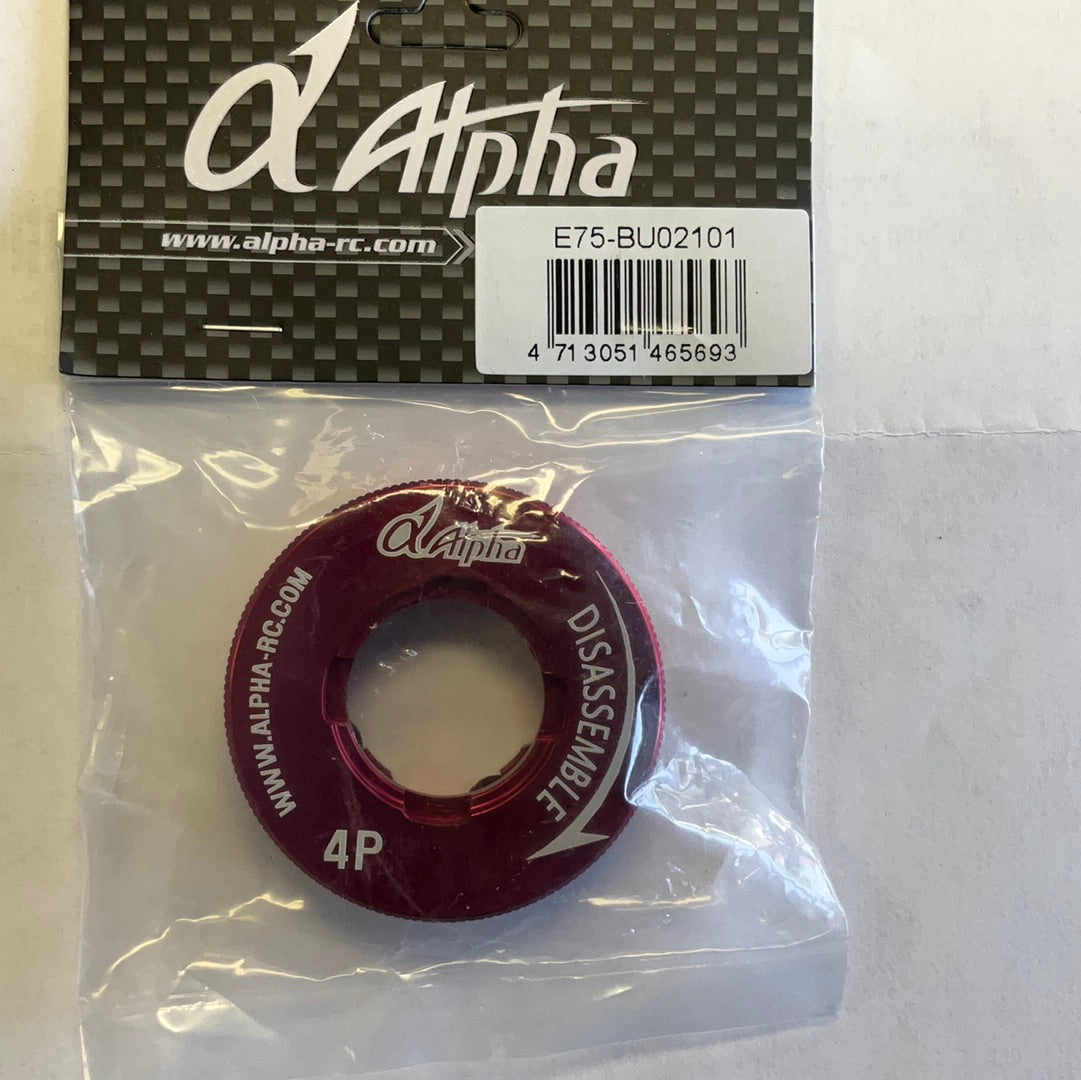 α Alpha
www.alpha-rc.com
E75-BU02101
4 713051 465693
α Alpha
WWW.ALPHA-RC.COM
DISASSEMBLE
4P